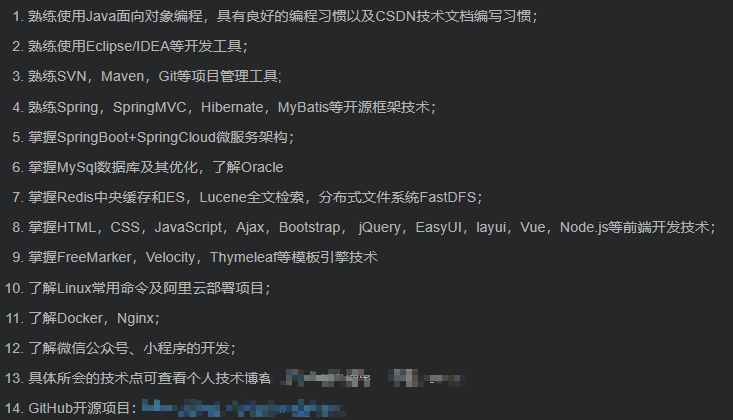 1. 熟练使用Java面向对象编程，具有良好的编程习惯以及CSDN技术文档编写习惯；
2. 熟练使用Eclipse/IDEA等开发工具；
3. 熟练SVN，Maven，Git等项目管理工具;
4. 熟练Spring，SpringMVC，Hibernate，MyBatis等开源框架技术；
5. 掌握SpringBoot+SpringCloud微服务架构；
6. 掌握MySql数据库及其优化，了解Oracle
7. 掌握Redis中央缓存和ES，Lucene全文检索，分布式文件系统FastDFS；
8. 掌握HTML，CSS，JavaScript，Ajax，Bootstrap， jQuery，EasyUI，layui，Vue，Node.js等前端开发技术；
9. 掌握FreeMarker，Velocity，Thymeleaf等模板引擎技术
10. 了解Linux常用命令及阿里云部署项目；
11. 了解Docker，Nginx；
12. 了解微信公众号、小程序的开发；
13. 具体所会的技术点可查看个人技术博客
14. GitHub开源项目：